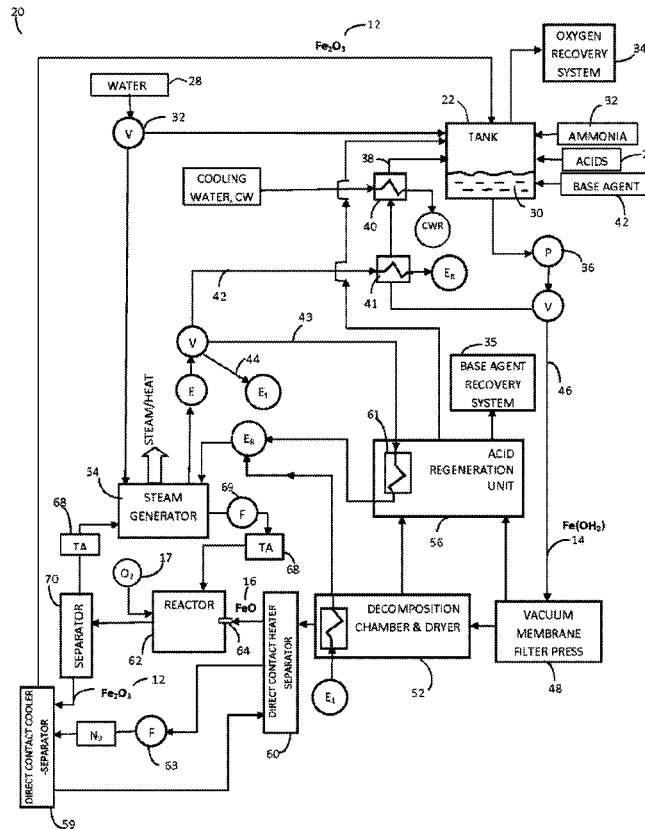 20
12
Fe₂O₃
OXYGEN
RECOVERY
SYSTEM
34
WATER
28
22
32
V
32
TANK
AMMONIA
ACIDS
2
38
COOLING
WATER, CW
30
BASE AGENT
42
40
CWR
P
36
42
E_R
41
V
43
V
44
35
46
BASE AGENT
RECOVERY
SYSTEM
E
E₁
STEAM/HEAT
61
E_R
ACID
REGENERATION
UNIT
54
STEAM
GENERATOR
69
F
56
Fe(OH₂)
14
68
TA
TA
68
17
O₂
70
16
REACTOR
FeO
SEPARATOR
62
64
DIRECT CONTACT HEATER
SEPARATOR
DECOMPOSITION
CHAMBER & DRYER
VACUUM
MEMBRANE
FILTER PRESS
48
52
E₁
Fe₂O₃
12
DIRECT CONTACT COOLER
-SEPARATOR
N₂
F
63
60
59